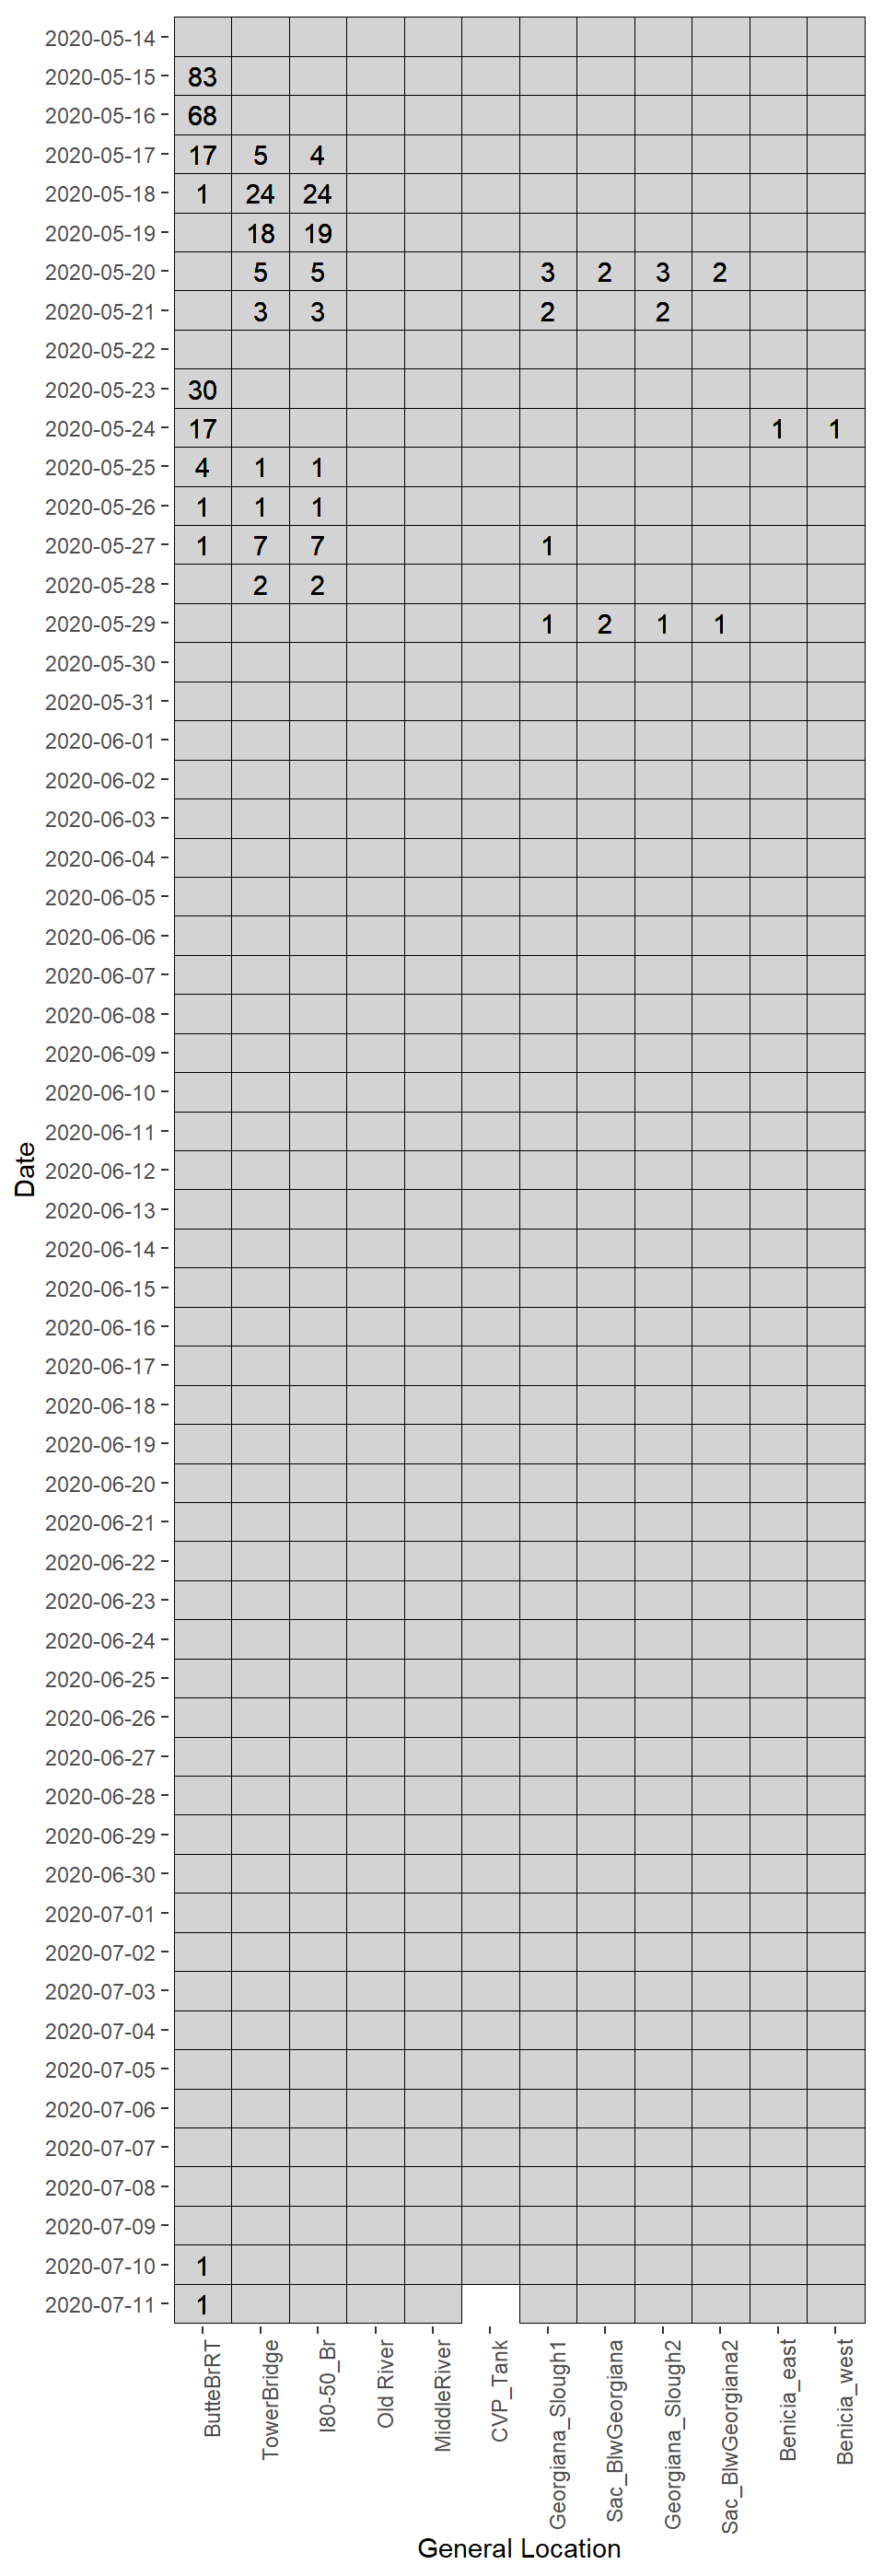 2020-05-14
2020-05-15 83
2020-05-16 68
2020-05-17 17 5 4
2020-05-18 1 24 24
2020-05-19 18 19
2020-05-20 5 5 3 2 3 2
2020-05-21 3 3 2 2
2020-05-22
2020-05-23 30
2020-05-24 17 1 1
2020-05-25 4 1 1
2020-05-26 1 1 1
2020-05-27 1 7 7 1
2020-05-28 2 2
2020-05-29 1 2 1 1
2020-05-30
2020-05-31
2020-06-01
2020-06-02
2020-06-03
2020-06-04
2020-06-05
2020-06-06
2020-06-07
2020-06-08
2020-06-09
2020-06-10
2020-06-11
2020-06-12
2020-06-13
2020-06-14
2020-06-15
2020-06-16
2020-06-17
2020-06-18
2020-06-19
2020-06-20
2020-06-21
2020-06-22
2020-06-23
2020-06-24
2020-06-25
2020-06-26
2020-06-27
2020-06-28
2020-06-29
2020-06-30
2020-07-01
2020-07-02
2020-07-03
2020-07-04
2020-07-05
2020-07-06
2020-07-07
2020-07-08
2020-07-09
2020-07-10 1
2020-07-11 1
Date
ButteBrRT
TowerBridge
I80-50_Br
Old River
MiddleRiver
CVP_Tank
Georgiana_Slough1
Sac_BlwGeorgiana
Georgiana_Slough2
Sac_BlwGeorgiana2
Benicia_east
Benicia_west
General Location